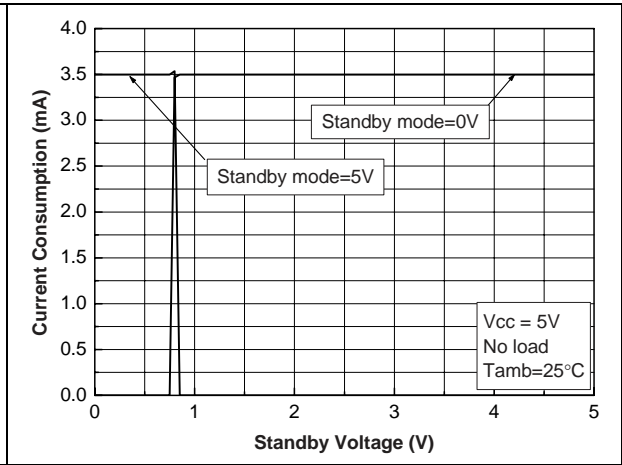 4.0
3.5
3.0
2.5
2.0
1.5
1.0
0.5
0.0
Current Consumption (mA)
Standby mode=0V
Standby mode=5V
Vcc = 5V
No load
Tamb=25°C
0 1 2 3 4 5
Standby Voltage (V)